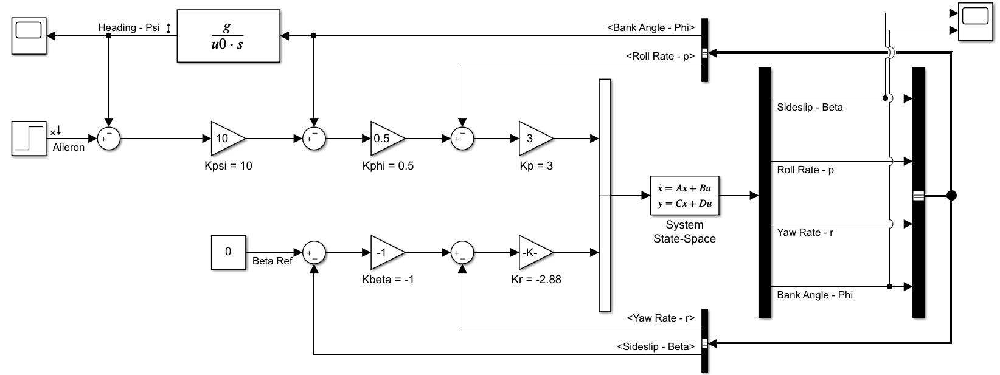 Heading - Psi
g
u0 · s
<Bank Angle - Phi>
<Roll Rate - p>
×
Aileron
+
−
10
Kpsi = 10
+
−
0.5
Kphi = 0.5
+
−
3
Kp = 3
ẋ = Ax + Bu
y = Cx + Du
System
State-Space
Sideslip - Beta
Roll Rate - p
Yaw Rate - r
Bank Angle - Phi
0
Beta Ref
+
−
-1
Kbeta = -1
+
−
-K-
Kr = -2.88
<Yaw Rate - r>
<Sideslip - Beta>